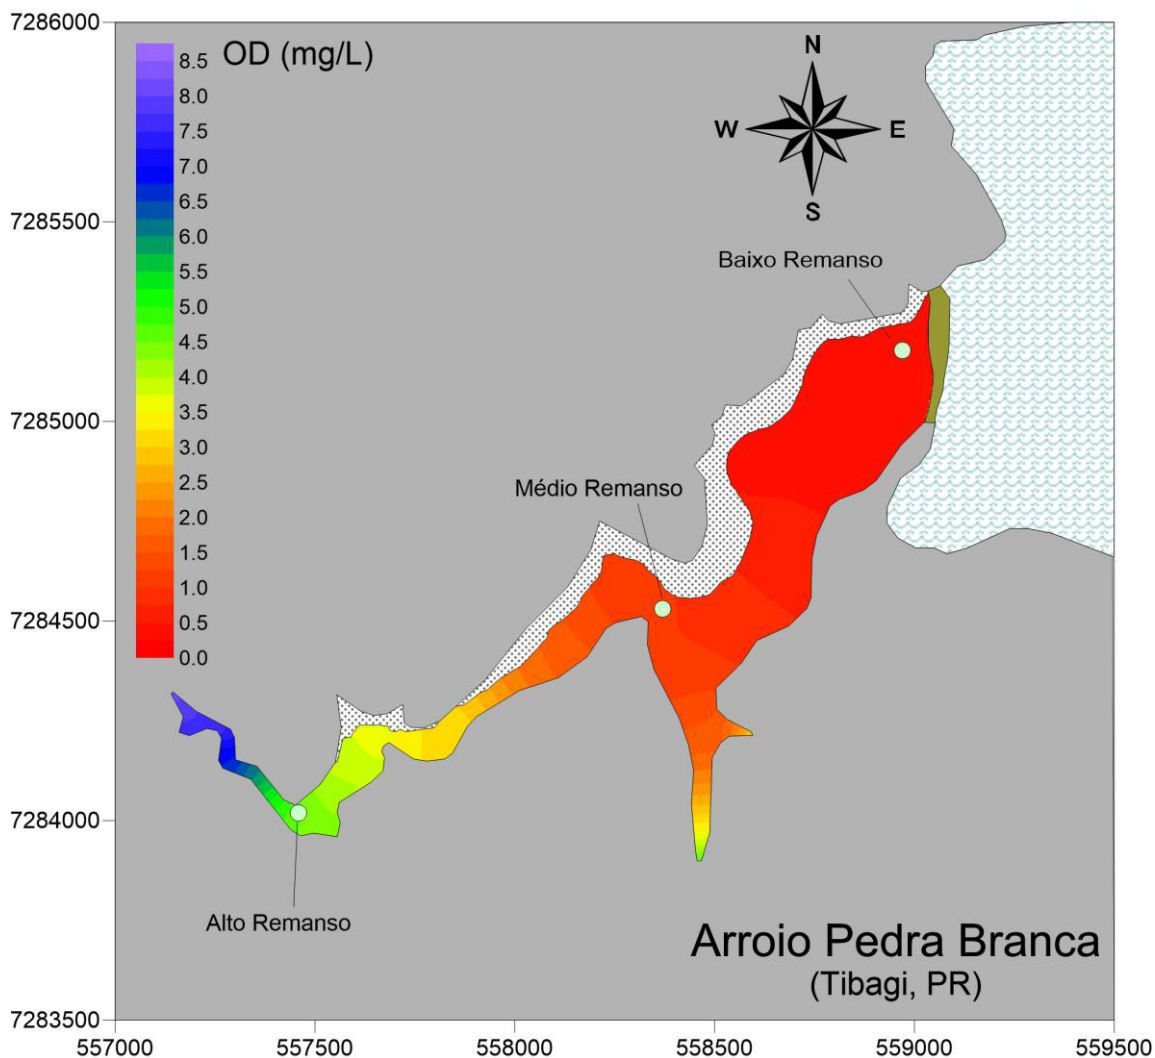 7286000
7285500
7285000
7284500
7284000
7283500
OD (mg/L)
8.5
8.0
7.5
7.0
6.5
6.0
5.5
5.0
4.5
4.0
3.5
3.0
2.5
2.0
1.5
1.0
0.5
0.0
N
W E
S
Baixo Remanso
Médio Remanso
Alto Remanso
Arroio Pedra Branca
(Tibagi, PR)
557000 557500 558000 558500 559000 559500